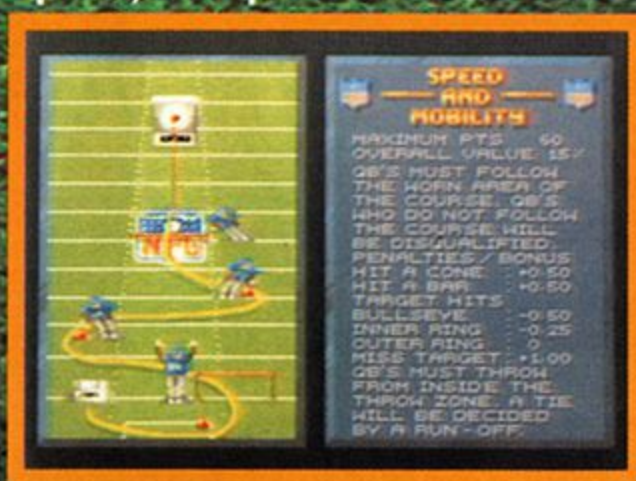 SPEED
AND
MOBILITY
MAXIMUM PTS 60
OVERALL VALUE: 15%
QB'S MUST FOLLOW
THE WORN AREA OF
THE COURSE. QB'S
WHO DO NOT FOLLOW
THE COURSE WILL
BE DISQUALIFIED.
PENALTIES/BONUS
HIT A CONE +0.50
HIT A BAR +0.50
TARGET HITS
BULLSEYE -0.50
INNER RING -0.25
OUTER RING 0
MISS TARGET +1.00
QB'S MUST THROW
FROM INSIDE THE
THROW ZONE. A TIE
WILL BE DECIDED
BY A RUN-OFF.